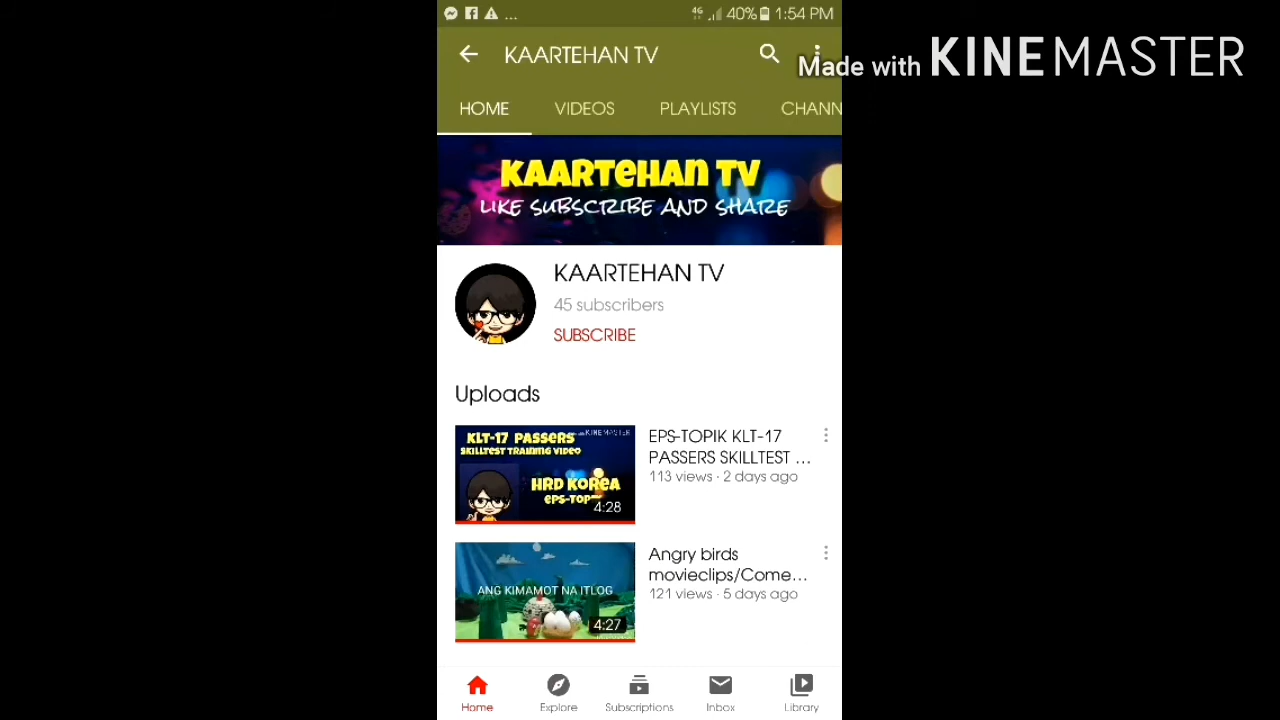 ... 4G 40% 1:54 PM
KAARTEHAN TV
Made with KINEMASTER
HOME VIDEOS PLAYLISTS CHANN
KAARTEHAN TV
LIKE SUBSCRIBE AND SHARE
KAARTEHAN TV
45 subscribers
SUBSCRIBE
Uploads
KLT-17 PASSERS
KINEMASTER
SKILLTEST TRAINING VIDEO
HRD KOREA
4:28
EPS-TOPIK KLT-17
PASSERS SKILLTEST ...
113 views · 2 days ago
ANG KIMAMOT NA ITLOG
4:27
Angry birds
movieclips/Come...
121 views · 5 days ago
Home Explore Subscriptions Inbox Library